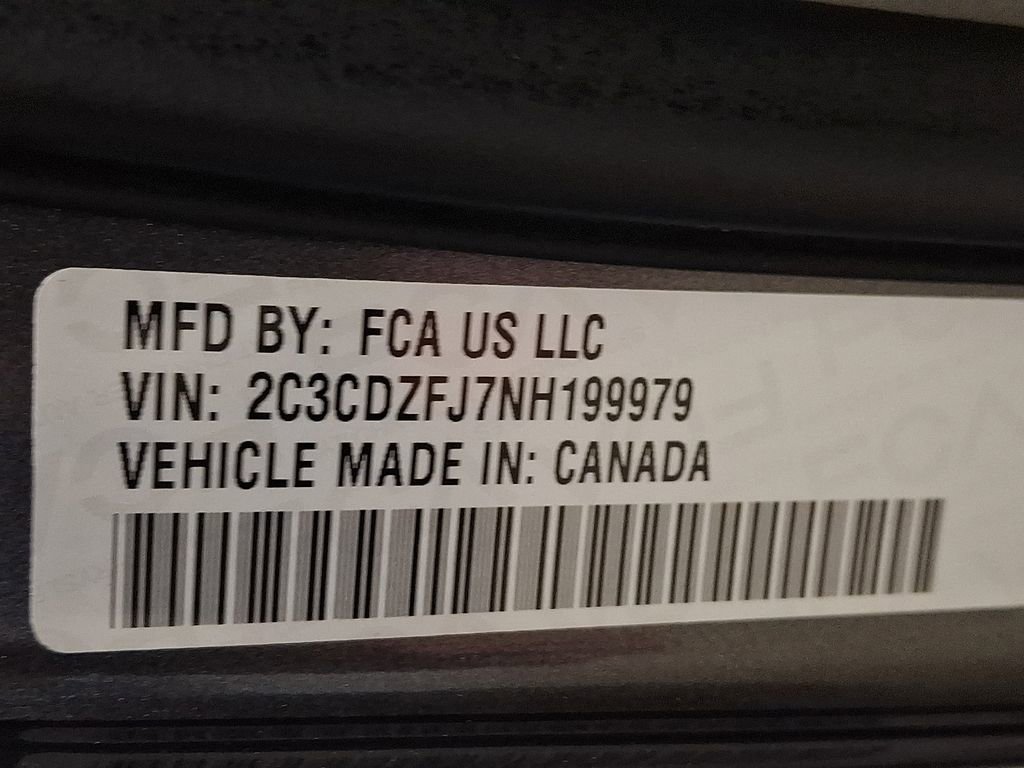 MFD BY: FCA US LLC
VIN: 2C3CDZFJ7NH199979
VEHICLE MADE IN: CANADA